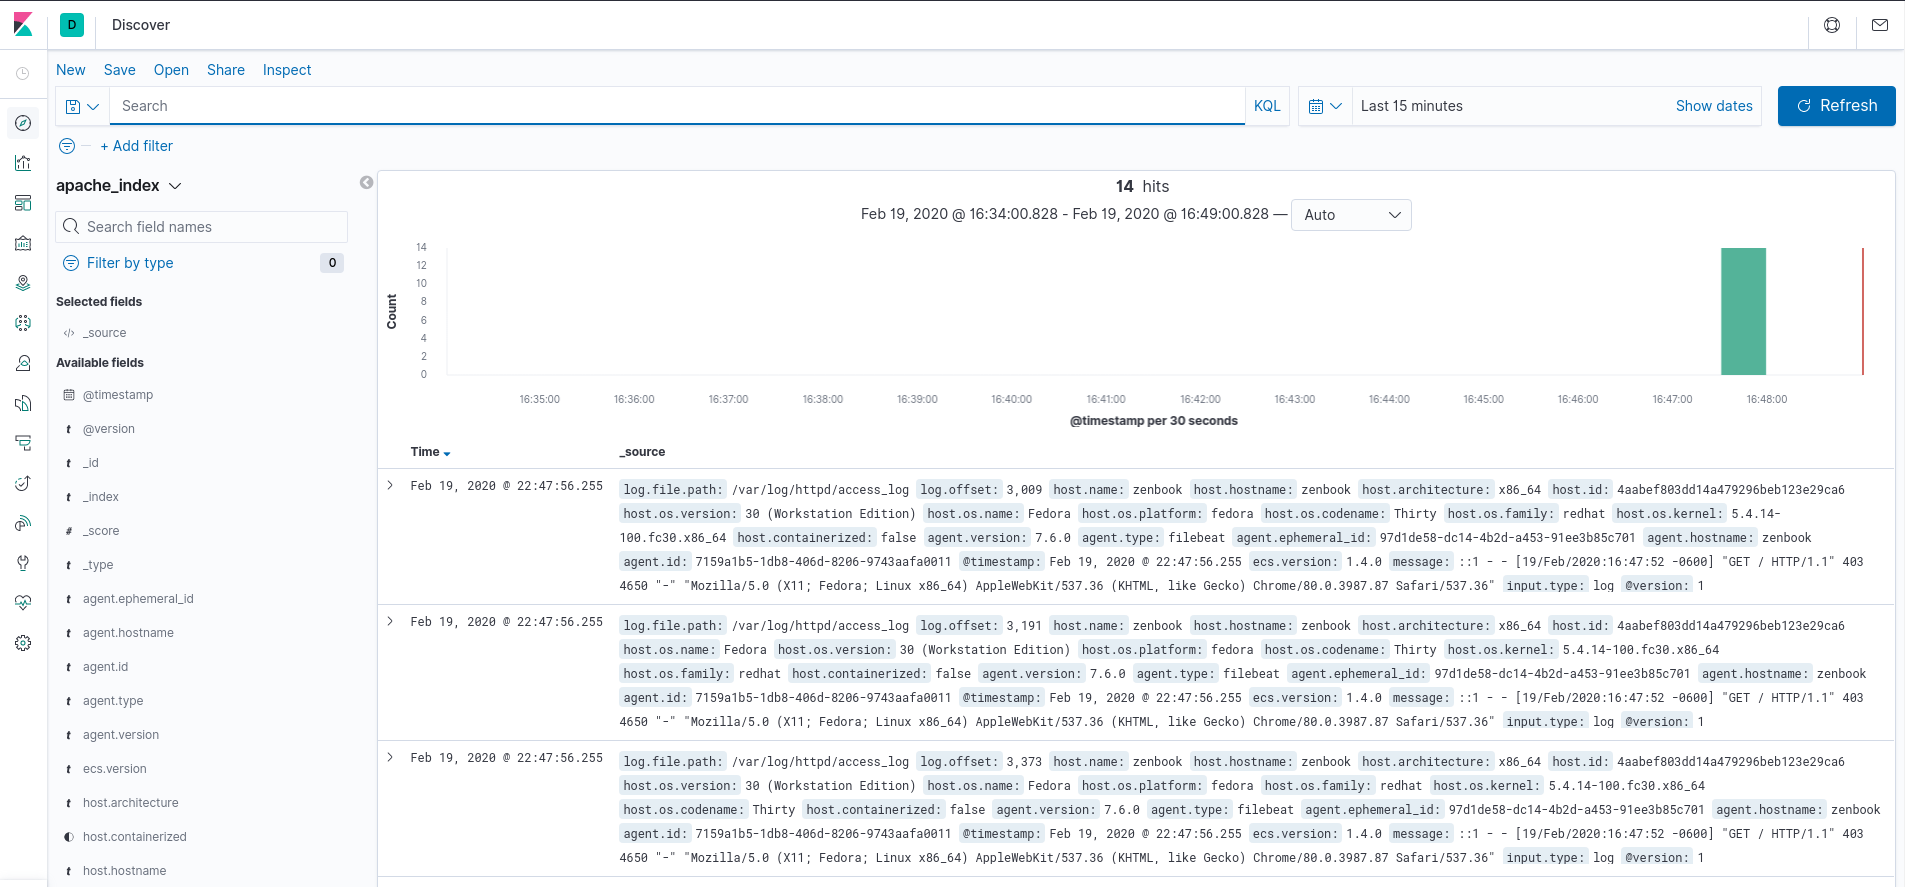 D Discover
New Save Open Share Inspect
Search KQL Last 15 minutes Show dates Refresh
+ Add filter
apache_index
Search field names
Filter by type 0
Selected fields
_source
Available fields
@timestamp
t @version
t _id
t _index
# _score
t _type
t agent.ephemeral_id
t agent.hostname
t agent.id
t agent.type
t agent.version
t ecs.version
t host.architecture
host.containerized
t host.hostname
14 hits
Feb 19, 2020 @ 16:34:00.828 - Feb 19, 2020 @ 16:49:00.828 — Auto
Count
14
12
10
8
6
4
2
0
16:35:00 16:36:00 16:37:00 16:38:00 16:39:00 16:40:00 16:41:00 16:42:00 16:43:00 16:44:00 16:45:00 16:46:00 16:47:00 16:48:00
@timestamp per 30 seconds
Time _source
Feb 19, 2020 @ 22:47:56.255 log.file.path: /var/log/httpd/access_log log.offset: 3,009 host.name: zenbook host.hostname: zenbook host.architecture: x86_64 host.id: 4aabef803dd14a479296beb123e29ca6
host.os.version: 30 (Workstation Edition) host.os.name: Fedora host.os.platform: fedora host.os.codename: Thirty host.os.family: redhat host.os.kernel: 5.4.14-
100.fc30.x86_64 host.containerized: false agent.version: 7.6.0 agent.type: filebeat agent.ephemeral_id: 97d1de58-dc14-4b2d-a453-91ee3b85c701 agent.hostname: zenbook
agent.id: 7159a1b5-1db8-406d-8206-9743aafa0011 @timestamp: Feb 19, 2020 @ 22:47:56.255 ecs.version: 1.4.0 message: ::1 - - [19/Feb/2020:16:47:52 -0600] "GET / HTTP/1.1" 403
4650 "-" "Mozilla/5.0 (X11; Fedora; Linux x86_64) AppleWebKit/537.36 (KHTML, like Gecko) Chrome/80.0.3987.87 Safari/537.36" input.type: log @version: 1
Feb 19, 2020 @ 22:47:56.255 log.file.path: /var/log/httpd/access_log log.offset: 3,191 host.name: zenbook host.hostname: zenbook host.architecture: x86_64 host.id: 4aabef803dd14a479296beb123e29ca6
host.os.name: Fedora host.os.version: 30 (Workstation Edition) host.os.platform: fedora host.os.codename: Thirty host.os.kernel: 5.4.14-100.fc30.x86_64
host.os.family: redhat host.containerized: false agent.version: 7.6.0 agent.type: filebeat agent.ephemeral_id: 97d1de58-dc14-4b2d-a453-91ee3b85c701 agent.hostname: zenbook
agent.id: 7159a1b5-1db8-406d-8206-9743aafa0011 @timestamp: Feb 19, 2020 @ 22:47:56.255 ecs.version: 1.4.0 message: ::1 - - [19/Feb/2020:16:47:52 -0600] "GET / HTTP/1.1" 403
4650 "-" "Mozilla/5.0 (X11; Fedora; Linux x86_64) AppleWebKit/537.36 (KHTML, like Gecko) Chrome/80.0.3987.87 Safari/537.36" input.type: log @version: 1
Feb 19, 2020 @ 22:47:56.255 log.file.path: /var/log/httpd/access_log log.offset: 3,373 host.name: zenbook host.hostname: zenbook host.architecture: x86_64 host.id: 4aabef803dd14a479296beb123e29ca6
host.os.version: 30 (Workstation Edition) host.os.name: Fedora host.os.platform: fedora host.os.family: redhat host.os.kernel: 5.4.14-100.fc30.x86_64
host.os.codename: Thirty host.containerized: false agent.version: 7.6.0 agent.type: filebeat agent.ephemeral_id: 97d1de58-dc14-4b2d-a453-91ee3b85c701 agent.hostname: zenbook
agent.id: 7159a1b5-1db8-406d-8206-9743aafa0011 @timestamp: Feb 19, 2020 @ 22:47:56.255 ecs.version: 1.4.0 message: ::1 - - [19/Feb/2020:16:47:52 -0600] "GET / HTTP/1.1" 403
4650 "-" "Mozilla/5.0 (X11; Fedora; Linux x86_64) AppleWebKit/537.36 (KHTML, like Gecko) Chrome/80.0.3987.87 Safari/537.36" input.type: log @version: 1